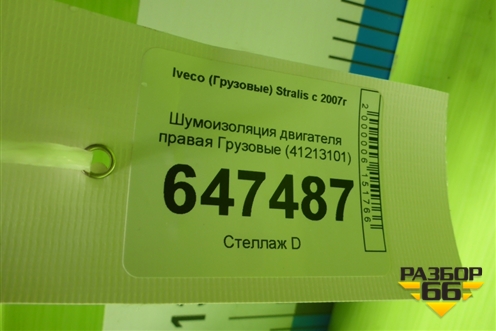 Iveco (Грузовые) Stralis с 2007г
Шумоизоляция двигателя
правая Грузовые (41213101)
647487
Стеллаж D
2000006151766
РАЗБОР
66